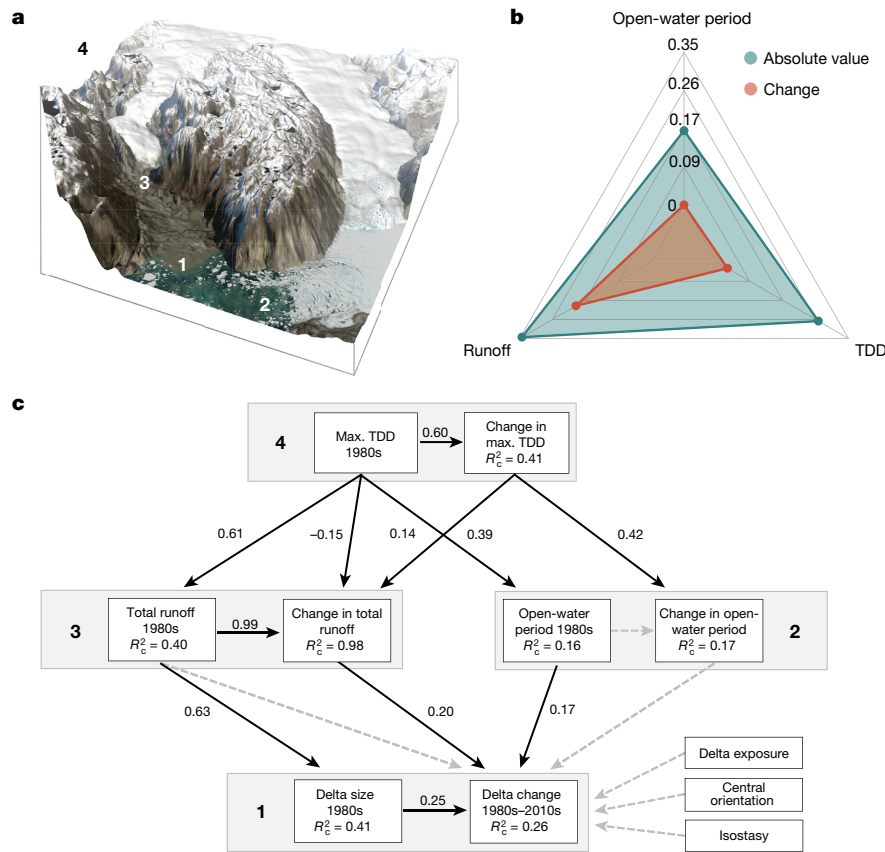 a
4
3
1
2
b
Open-water period
0.35
0.26
0.17
0.09
0
Absolute value
Change
Runoff
TDD
c
4
Max. TDD
1980s
0.60
Change in
max. TDD
R²c = 0.41
0.61
−0.15
0.14
0.39
0.42
3
Total runoff
1980s
R²c = 0.40
0.99
Change in total
runoff
R²c = 0.98
Open-water
period 1980s
R²c = 0.16
Change in open-
water period
R²c = 0.17
2
0.63
0.20
0.17
1
Delta size
1980s
R²c = 0.41
0.25
Delta change
1980s–2010s
R²c = 0.26
Delta exposure
Central
orientation
Isostasy